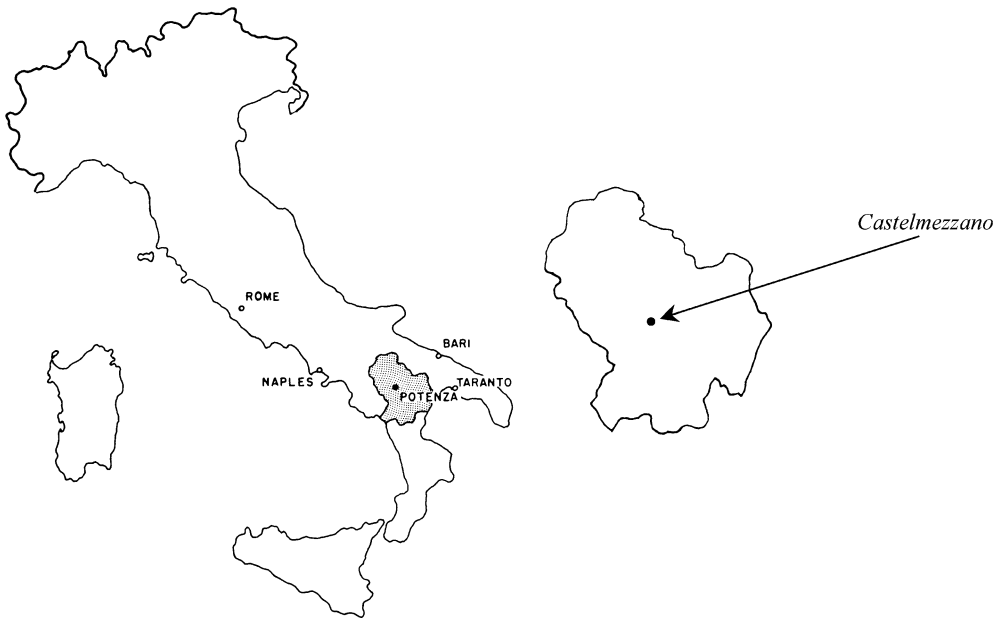 Castelmezzano
ROME
BARI
NAPLES
TARANTO
POTENZA